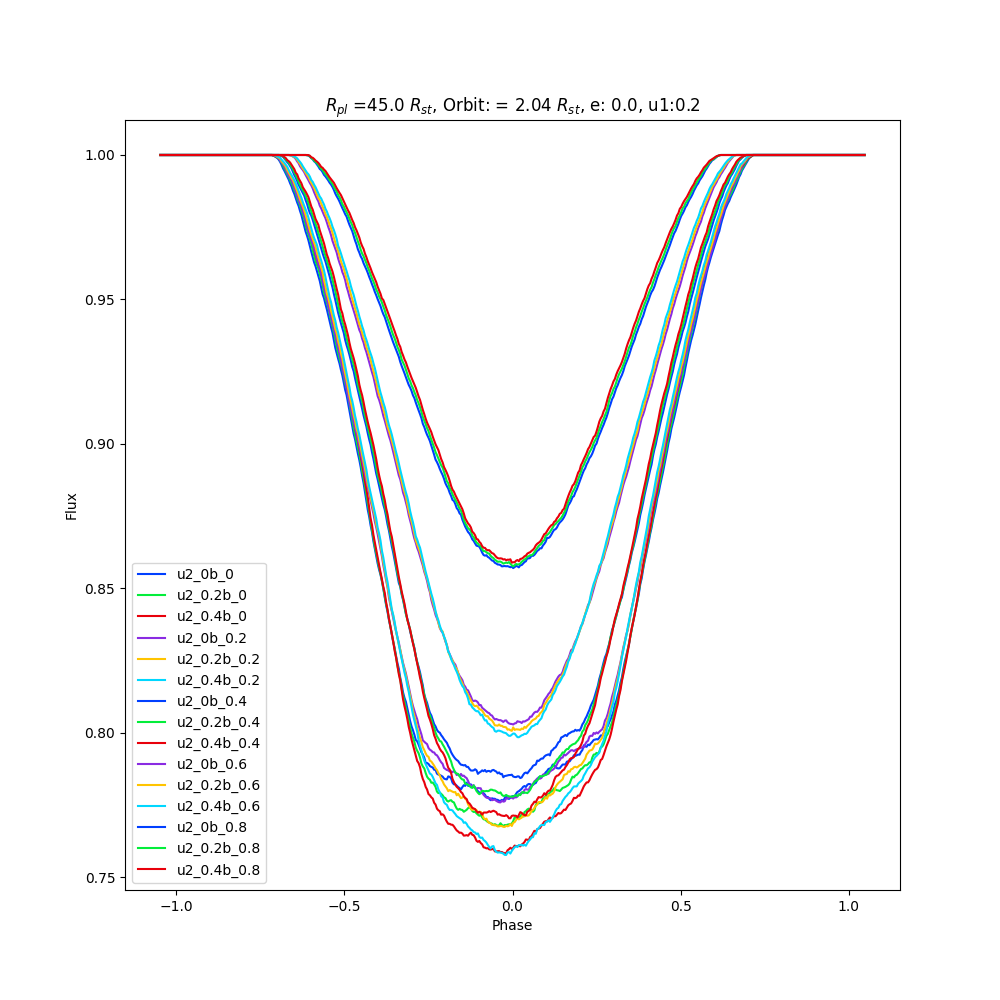 R_pl =45.0 R_st, Orbit: = 2.04 R_st, e: 0.0, u1:0.2
1.00
0.95
0.90
0.85
0.80
0.75
Flux
u2_0b_0
u2_0.2b_0
u2_0.4b_0
u2_0b_0.2
u2_0.2b_0.2
u2_0.4b_0.2
u2_0b_0.4
u2_0.2b_0.4
u2_0.4b_0.4
u2_0b_0.6
u2_0.2b_0.6
u2_0.4b_0.6
u2_0b_0.8
u2_0.2b_0.8
u2_0.4b_0.8
−1.0 −0.5 0.0 0.5 1.0
Phase